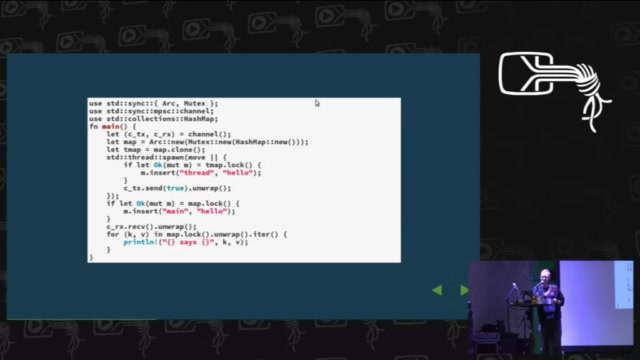 use std::sync::{ Arc, Mutex };
use std::sync::mpsc::channel;
use std::collections::HashMap;
fn main() {
let (c_tx, c_rx) = channel();
let map = Arc::new(Mutex::new(HashMap::new()));
let tmap = map.clone();
std::thread::spawn(move || {
if let Ok(mut m) = tmap.lock() {
m.insert("thread", "hello");
}
c_tx.send(true).unwrap();
});
if let Ok(mut m) = map.lock() {
m.insert("main", "hello");
}
c_rx.recv().unwrap();
for (k, v) in map.lock().unwrap().iter() {
println!("{} says {}", k, v);
}
}